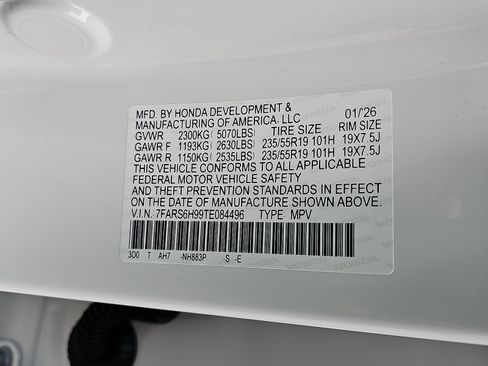 MFD. BY HONDA DEVELOPMENT &
MANUFACTURING OF AMERICA, LLC 01/'26
GVWR 2300KG( 5070LBS) TIRE SIZE RIM SIZE
GAWR F 1193KG( 2630LBS) 235/55R19 101H 19X7.5J
GAWR R 1150KG( 2535LBS) 235/55R19 101H 19X7.5J
THIS VEHICLE CONFORMS TO ALL APPLICABLE
FEDERAL MOTOR VEHICLE SAFETY
AND THEFT PREVENTION STANDARDS IN EFFECT
ON THE DATE OF MANUFACTURE SHOWN ABOVE.
V.I.N. 7FARS6H99TE084496 TYPE: MPV
3D0 T AH7 -NH883P -S -E